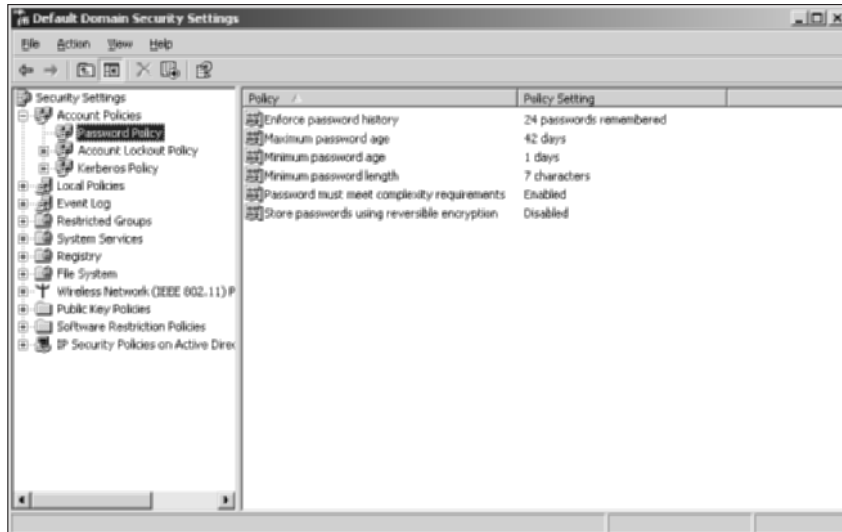 Default Domain Security Settings
File Action View Help
Security Settings
Account Policies
Password Policy
Account Lockout Policy
Kerberos Policy
Local Policies
Event Log
Restricted Groups
System Services
Registry
File System
Wireless Network (IEEE 802.11) P
Public Key Policies
Software Restriction Policies
IP Security Policies on Active Direc
Policy Policy Setting
Enforce password history 24 passwords remembered
Maximum password age 42 days
Minimum password age 1 days
Minimum password length 7 characters
Password must meet complexity requirements Enabled
Store passwords using reversible encryption Disabled